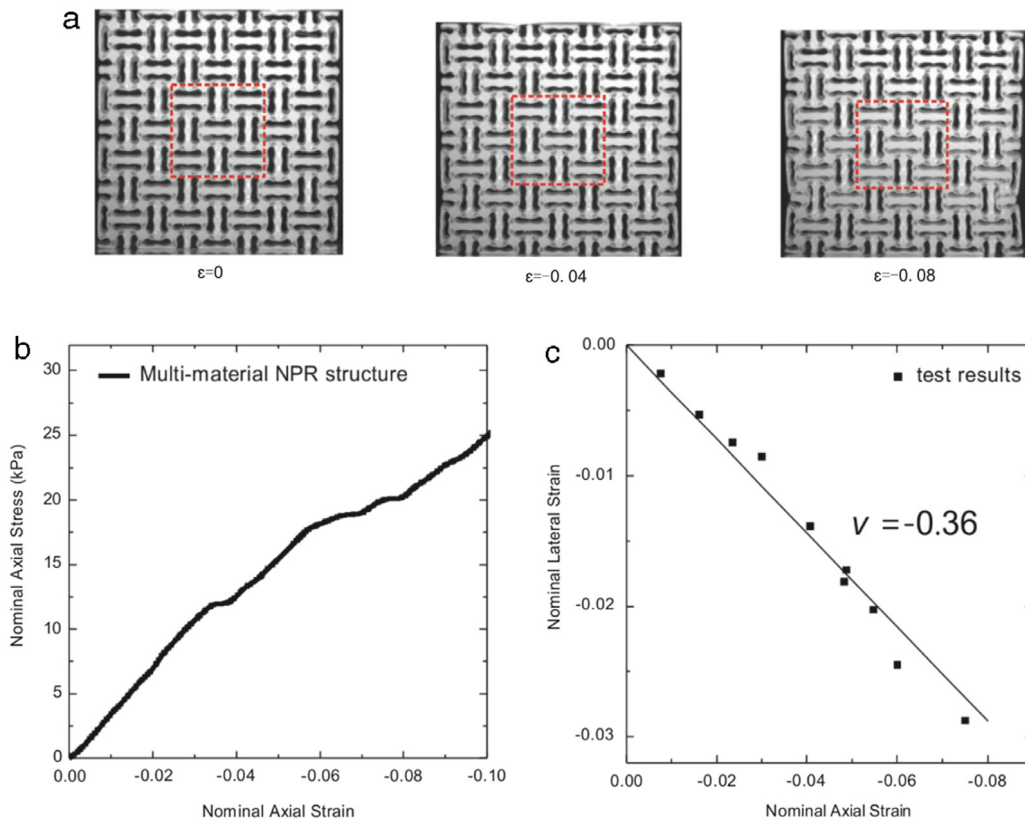 a
ε=0
ε=-0.04
ε=-0.08
b
Multi-material NPR structure
Nominal Axial Stress (kPa)
30
25
20
15
10
5
0
0.00 -0.02 -0.04 -0.06 -0.08 -0.10
Nominal Axial Strain
c
test results
ν =-0.36
Nominal Lateral Strain
0.00
-0.01
-0.02
-0.03
0.00 -0.02 -0.04 -0.06 -0.08
Nominal Axial Strain